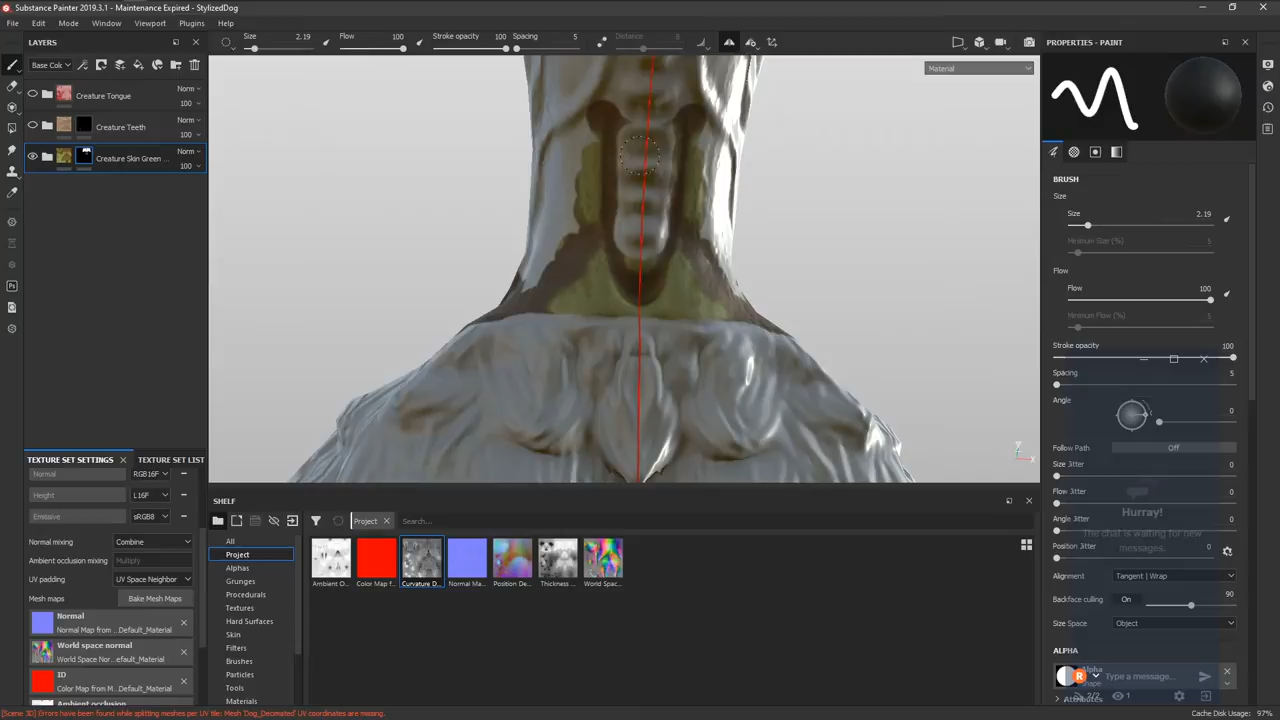 Substance Painter 2019.3.1 - Maintenance Expired - StylizedDog
File Edit Mode Window Viewport Plugins Help
LAYERS
Size 2.19 Flow 100 Stroke opacity 100 Spacing 5 Distance 8
PROPERTIES - PAINT
Base Col
Material
Creature Tongue Norm 100
Creature Teeth Norm 100
Creature Skin Green ... Norm 100
BRUSH
Size
Size 2.19
Minimum Size (%) 5
Flow
Flow 100
Minimum Flow (%) 5
Stroke opacity 100
Spacing 5
Angle 0
Follow Path Off
Size Jitter 0
Flow Jitter 0
Angle Jitter 0
Position Jitter 0
Hurray!
The chat is waiting for new
messages.
Alignment Tangent | Wrap
Backface culling On 90
Size Space Object
ALPHA
Alpha
Shape
Type a message...
2/2 1
Attributes
TEXTURE SET SETTINGS TEXTURE SET LIST
Normal RGB16F
Height L16F
Emissive sRGB8
Normal mixing: Combine
Ambient occlusion mixing: Multiply
UV padding UV Space Neighbor
Mesh maps: Bake Mesh Maps
Normal
Normal Map from ...Default_Material
World space normal
World Space Nor...efault_Material
ID
Color Map from M...Default_Material
Ambient occlusion
SHELF
Project
Search...
All
Project
Alphas
Grunges
Procedurals
Textures
Hard Surfaces
Skin
Filters
Brushes
Particles
Tools
Materials
Ambient O... Color Map f... Curvature D... Normal Ma... Position De... Thickness ... World Spac...
[Scene 3D] Errors have been found while splitting meshes per UV tile: Mesh 'Dog_Decimated' UV coordinates are missing.
Cache Disk Usage: 97%